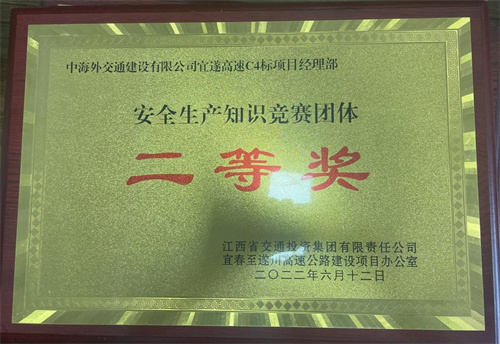 中海外交通建设有限公司宜遂高速C4标项目经理部
安全生产知识竞赛团体
二等奖
江西省交通投资集团有限责任公司
宜春至遂川高速公路建设项目办公室
二〇二二年六月十二日